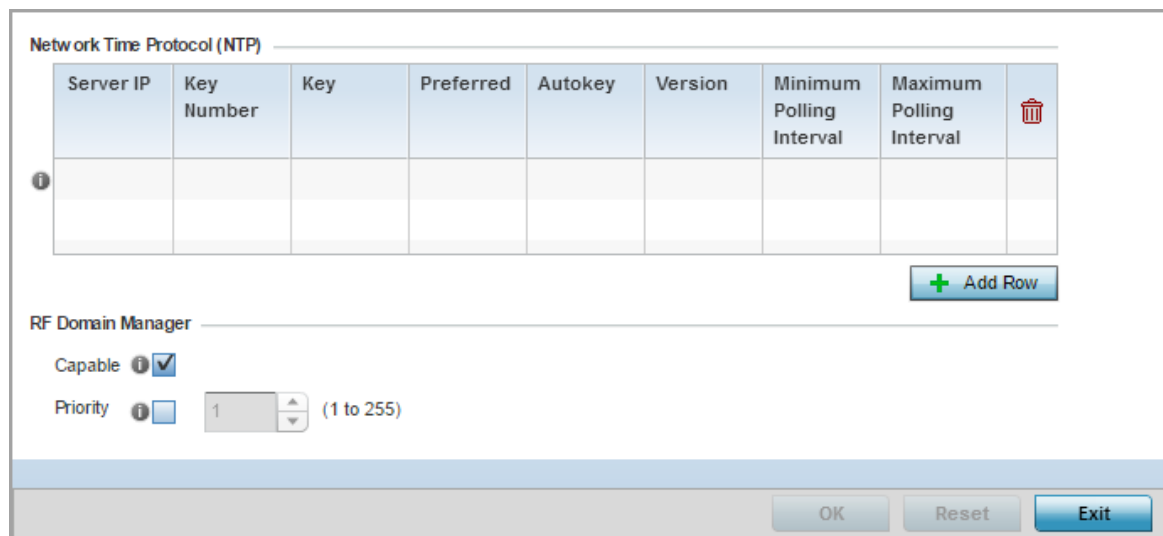 Network Time Protocol (NTP)
Server IP
Key Number
Key
Preferred
Autokey
Version
Minimum Polling Interval
Maximum Polling Interval
Add Row
RF Domain Manager
Capable
Priority
1
(1 to 255)
OK
Reset
Exit